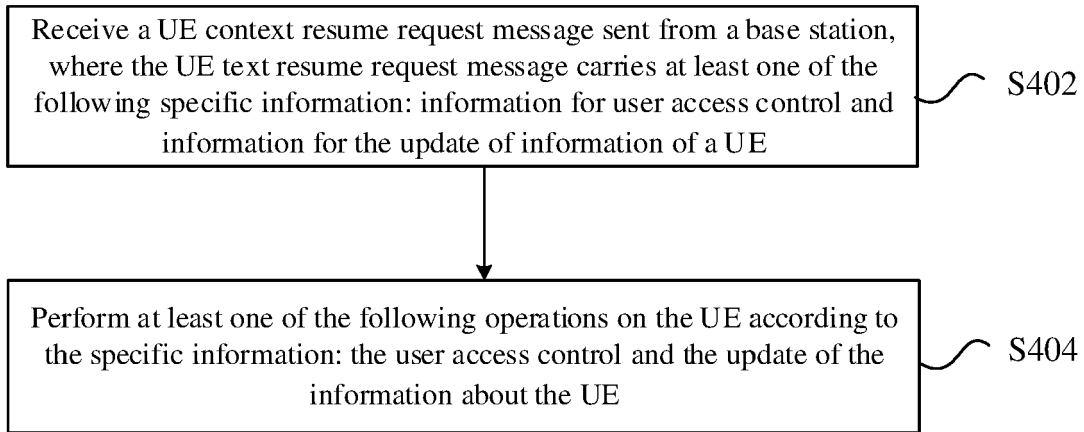 Receive a UE context resume request message sent from a base station,
where the UE text resume request message carries at least one of the
following specific information: information for user access control and
information for the update of information of a UE
S402
Perform at least one of the following operations on the UE according to
the specific information: the user access control and the update of the
information about the UE
S404